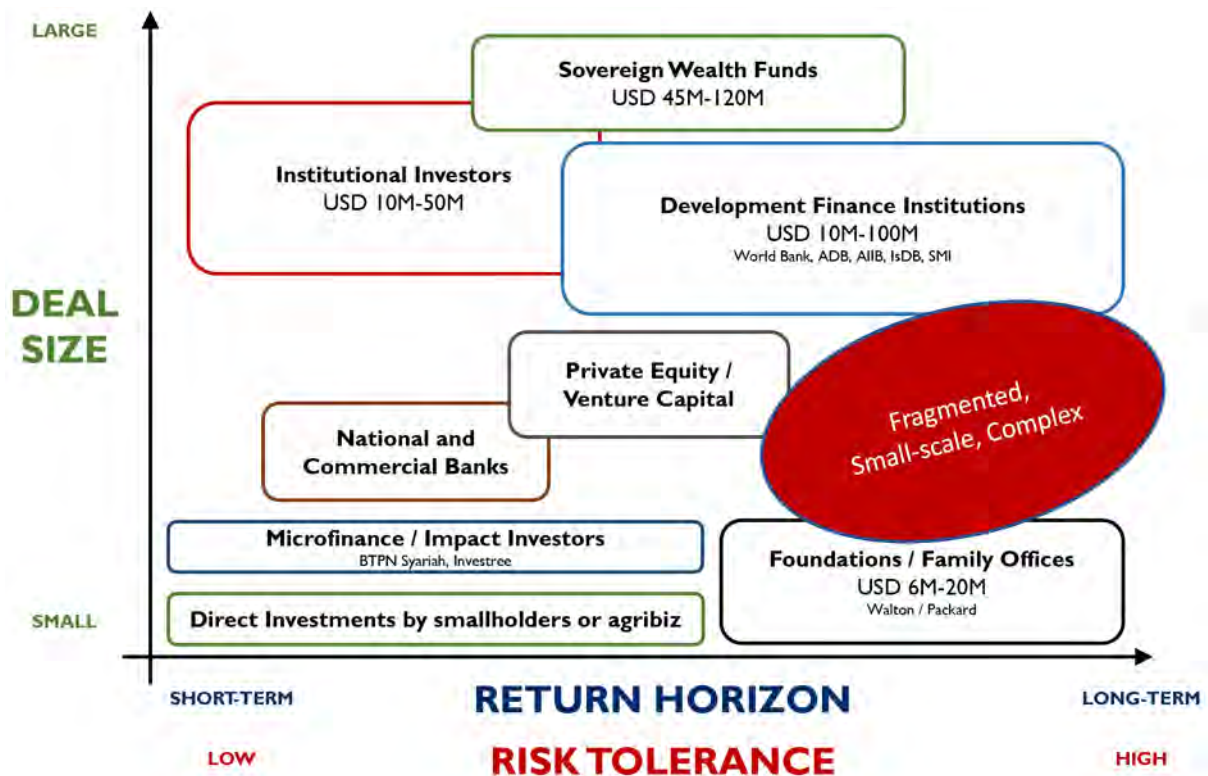 LARGE
Sovereign Wealth Funds
USD 45M-120M
Institutional Investors
USD 10M-50M
Development Finance Institutions
USD 10M-100M
World Bank, ADB, AIIB, IsDB, SMI
DEAL
SIZE
Private Equity /
Venture Capital
Fragmented,
Small-scale, Complex
National and
Commercial Banks
Microfinance / Impact Investors
BTPN Syariah, Investree
Foundations / Family Offices
USD 6M-20M
Walton / Packard
SMALL
Direct Investments by smallholders or agribiz
SHORT-TERM
RETURN HORIZON
LONG-TERM
LOW
RISK TOLERANCE
HIGH